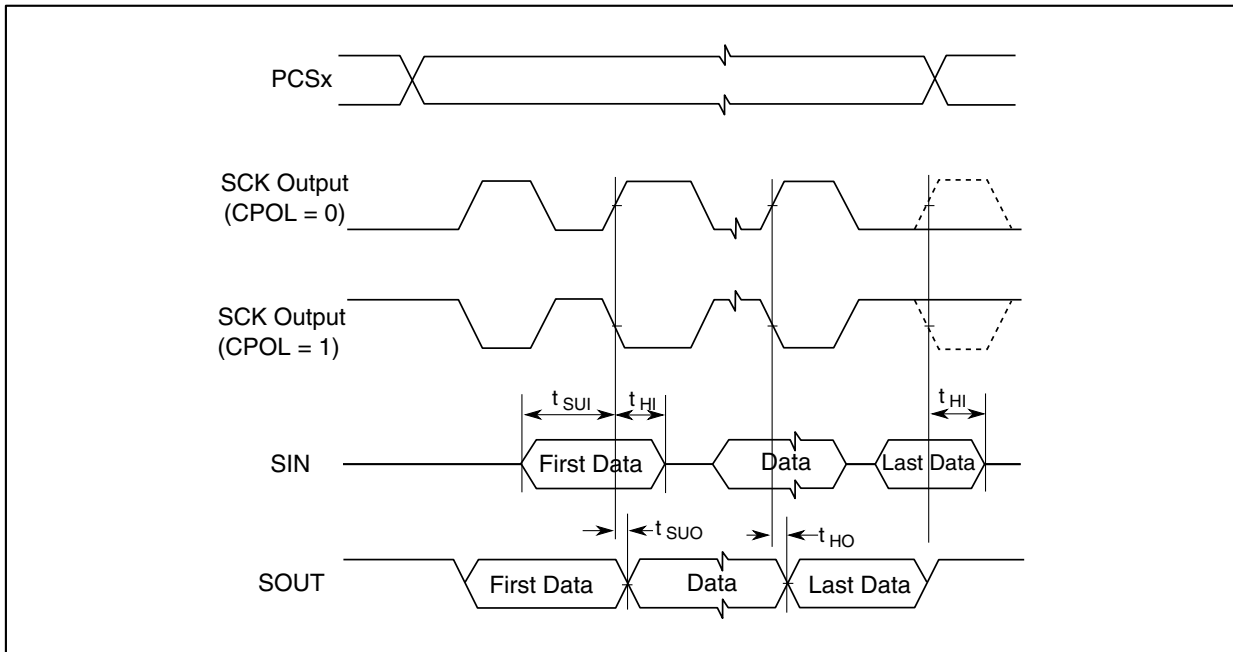 PCSx
SCK Output
(CPOL = 0)
SCK Output
(CPOL = 1)
t SUI
t HI
t HI
SIN
First Data
Data
Last Data
t SUO
t HO
SOUT
First Data
Data
Last Data